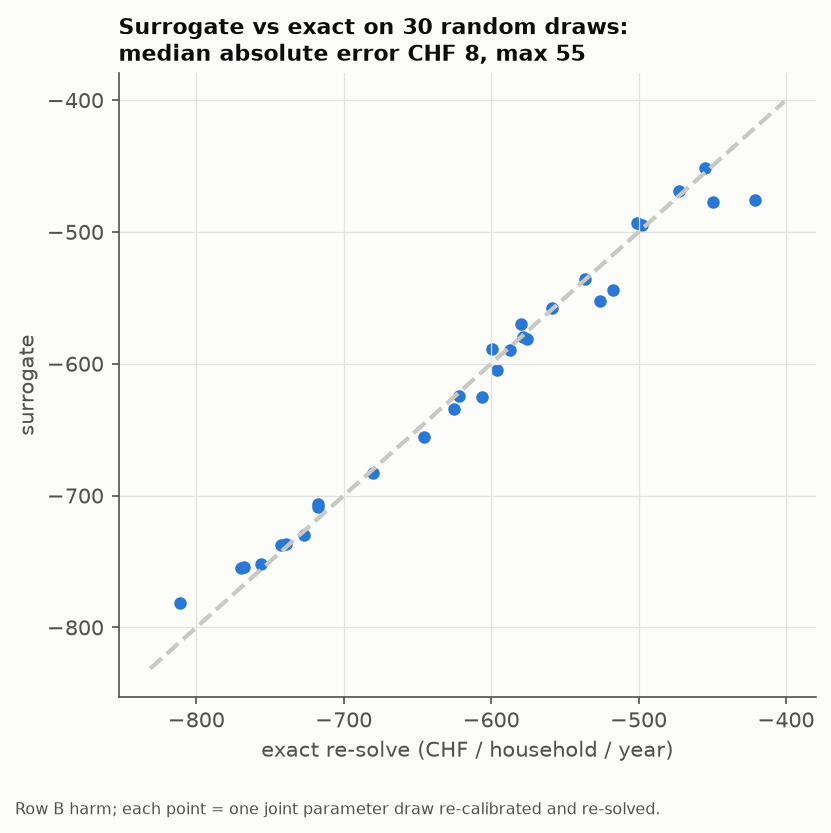 Surrogate vs exact on 30 random draws:
median absolute error CHF 8, max 55
−400
−500
−600
−700
−800
surrogate
−800
−700
−600
−500
−400
exact re-solve (CHF / household / year)
Row B harm; each point = one joint parameter draw re-calibrated and re-solved.